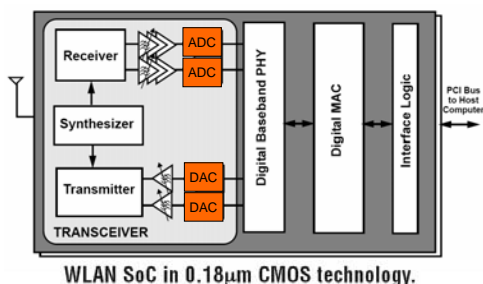 Receiver
ADC
ADC
Synthesizer
Transmitter
DAC
DAC
TRANSCEIVER
Digital Baseband PHY
Digital MAC
Interface Logic
PCI Bus
to Host
Computer
WLAN SoC in 0.18μm CMOS technology.